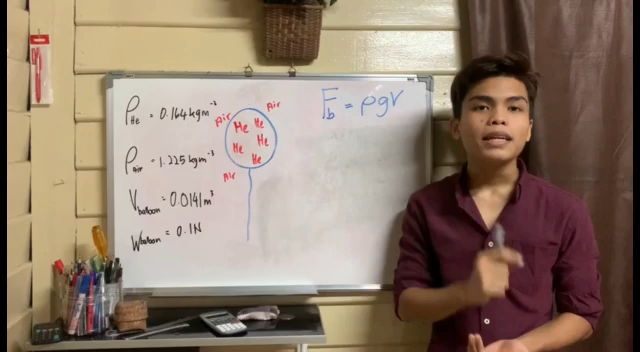 ρHe = 0.164 kgm⁻³
ρair = 1.225 kgm⁻³
Vballoon = 0.0141 m³
Wballoon = 0.1N
Air
Air
He He
He He
He
Air
Fb = ρgV